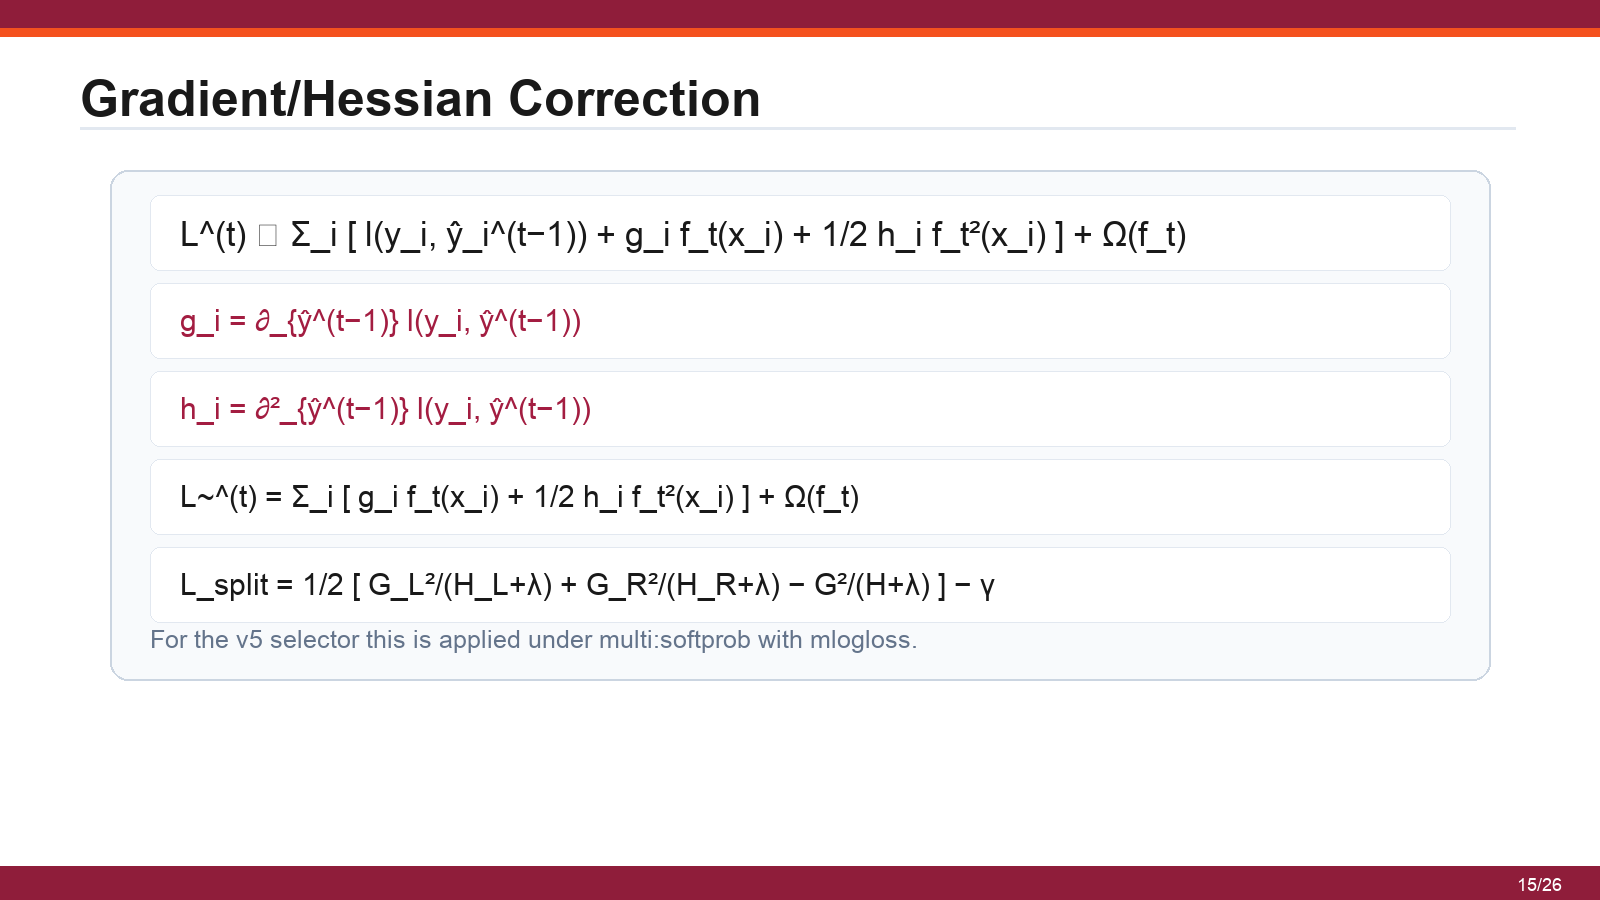 Gradient/Hessian Correction
L^(t) □ Σ_i [ l(y_i, ŷ_i^(t−1)) + g_i f_t(x_i) + 1/2 h_i f_t²(x_i) ] + Ω(f_t)
g_i = ∂_{ŷ^(t−1)} l(y_i, ŷ^(t−1))
h_i = ∂²_{ŷ^(t−1)} l(y_i, ŷ^(t−1))
L~^(t) = Σ_i [ g_i f_t(x_i) + 1/2 h_i f_t²(x_i) ] + Ω(f_t)
L_split = 1/2 [ G_L²/(H_L+λ) + G_R²/(H_R+λ) − G²/(H+λ) ] − γ
For the v5 selector this is applied under multi:softprob with mlogloss.
15/26